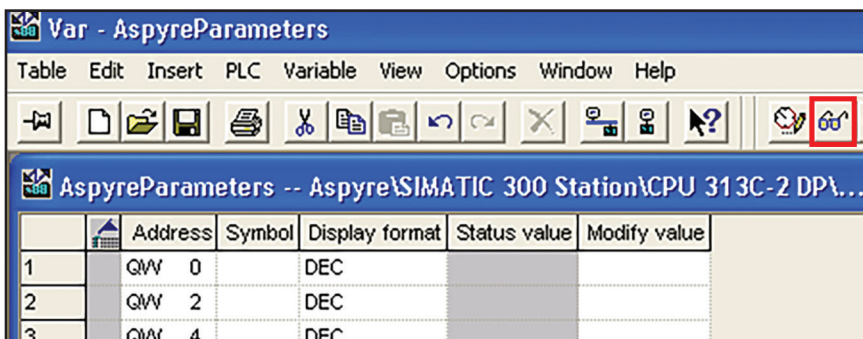 Var - AspyreParameters
Table Edit Insert PLC Variable View Options Window Help
AspyreParameters -- Aspyre\SIMATIC 300 Station\CPU 313C-2 DP\...
Address Symbol Display format Status value Modify value
1 QW 0 DEC
2 QW 2 DEC
3 QW 4 DEC